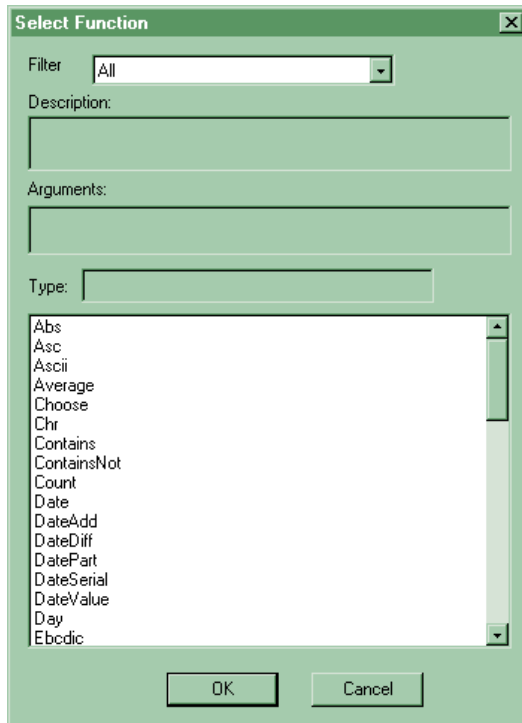 Select Function
Filter
All
Description:
Arguments:
Type:
Abs
Asc
Ascii
Average
Choose
Chr
Contains
ContainsNot
Count
Date
DateAdd
DateDiff
DatePart
DateSerial
DateValue
Day
Ebcdic
OK
Cancel